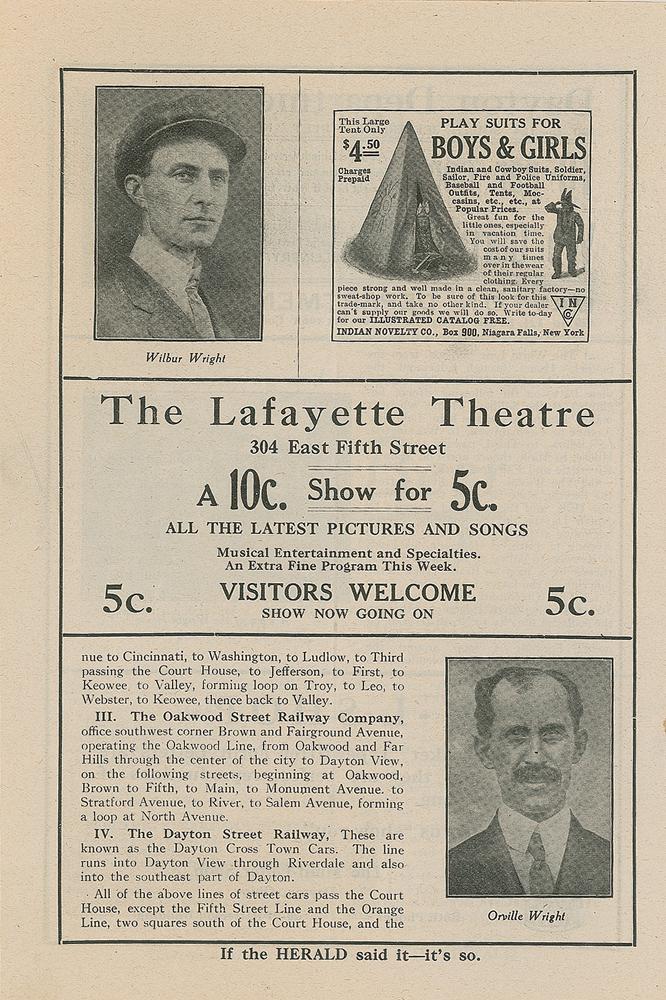 Wilbur Wright
This Large
Tent Only
$4.50
Charges
Prepaid
PLAY SUITS FOR
BOYS & GIRLS
Indian and Cowboy Suits, Soldier,
Sailor, Fire and Police Uniforms,
Baseball and Football
Outfits, Tents, Moc-
casins, etc., etc., at
Popular Prices.
Great fun for the
little ones, especially
in vacation time.
You will save the
cost of our suits
many times
over in the wear
of their regular
clothing. Every
piece strong and well made in a clean, sanitary factory—no
sweat-shop work. To be sure of this look for this
trade-mark, and take no other kind. If your dealer
can't supply our goods we will do so. Write to-day
for our ILLUSTRATED CATALOG FREE.
IN
Co
INDIAN NOVELTY CO., Box 900, Niagara Falls, New York
The Lafayette Theatre
304 East Fifth Street
A 10c. Show for 5c.
ALL THE LATEST PICTURES AND SONGS
Musical Entertainment and Specialties.
An Extra Fine Program This Week.
5c. VISITORS WELCOME 5c.
SHOW NOW GOING ON
nue to Cincinnati, to Washington, to Ludlow, to Third
passing the Court House, to Jefferson, to First, to
Keowee, to Valley, forming loop on Troy, to Leo, to
Webster, to Keowee, thence back to Valley.
III. The Oakwood Street Railway Company,
office southwest corner Brown and Fairground Avenue,
operating the Oakwood Line, from Oakwood and Far
Hills through the center of the city to Dayton View,
on the following streets, beginning at Oakwood,
Brown to Fifth, to Main, to Monument Avenue. to
Stratford Avenue, to River, to Salem Avenue, forming
a loop at North Avenue.
IV. The Dayton Street Railway, These are
known as the Dayton Cross Town Cars. The line
runs into Dayton View through Riverdale and also
into the southeast part of Dayton.
All of the above lines of street cars pass the Court
House, except the Fifth Street Line and the Orange
Line, two squares south of the Court House, and the
Orville Wright
If the HERALD said it—it's so.